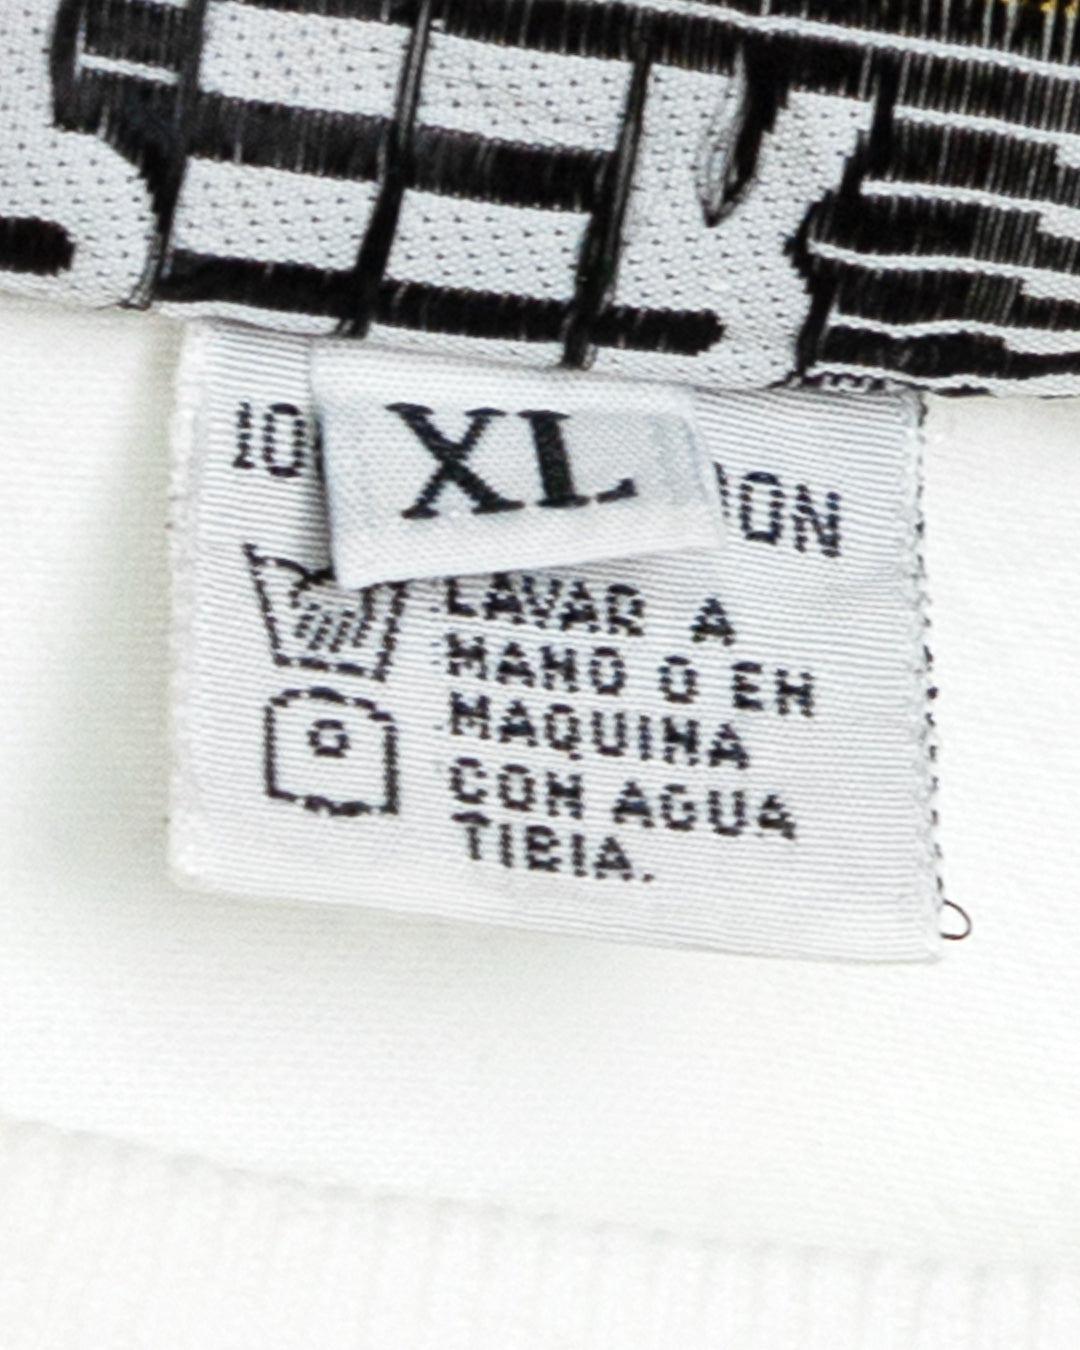 XL
LAVAR A
MANO O EN
MAQUINA
CON AGUA
TIBIA.